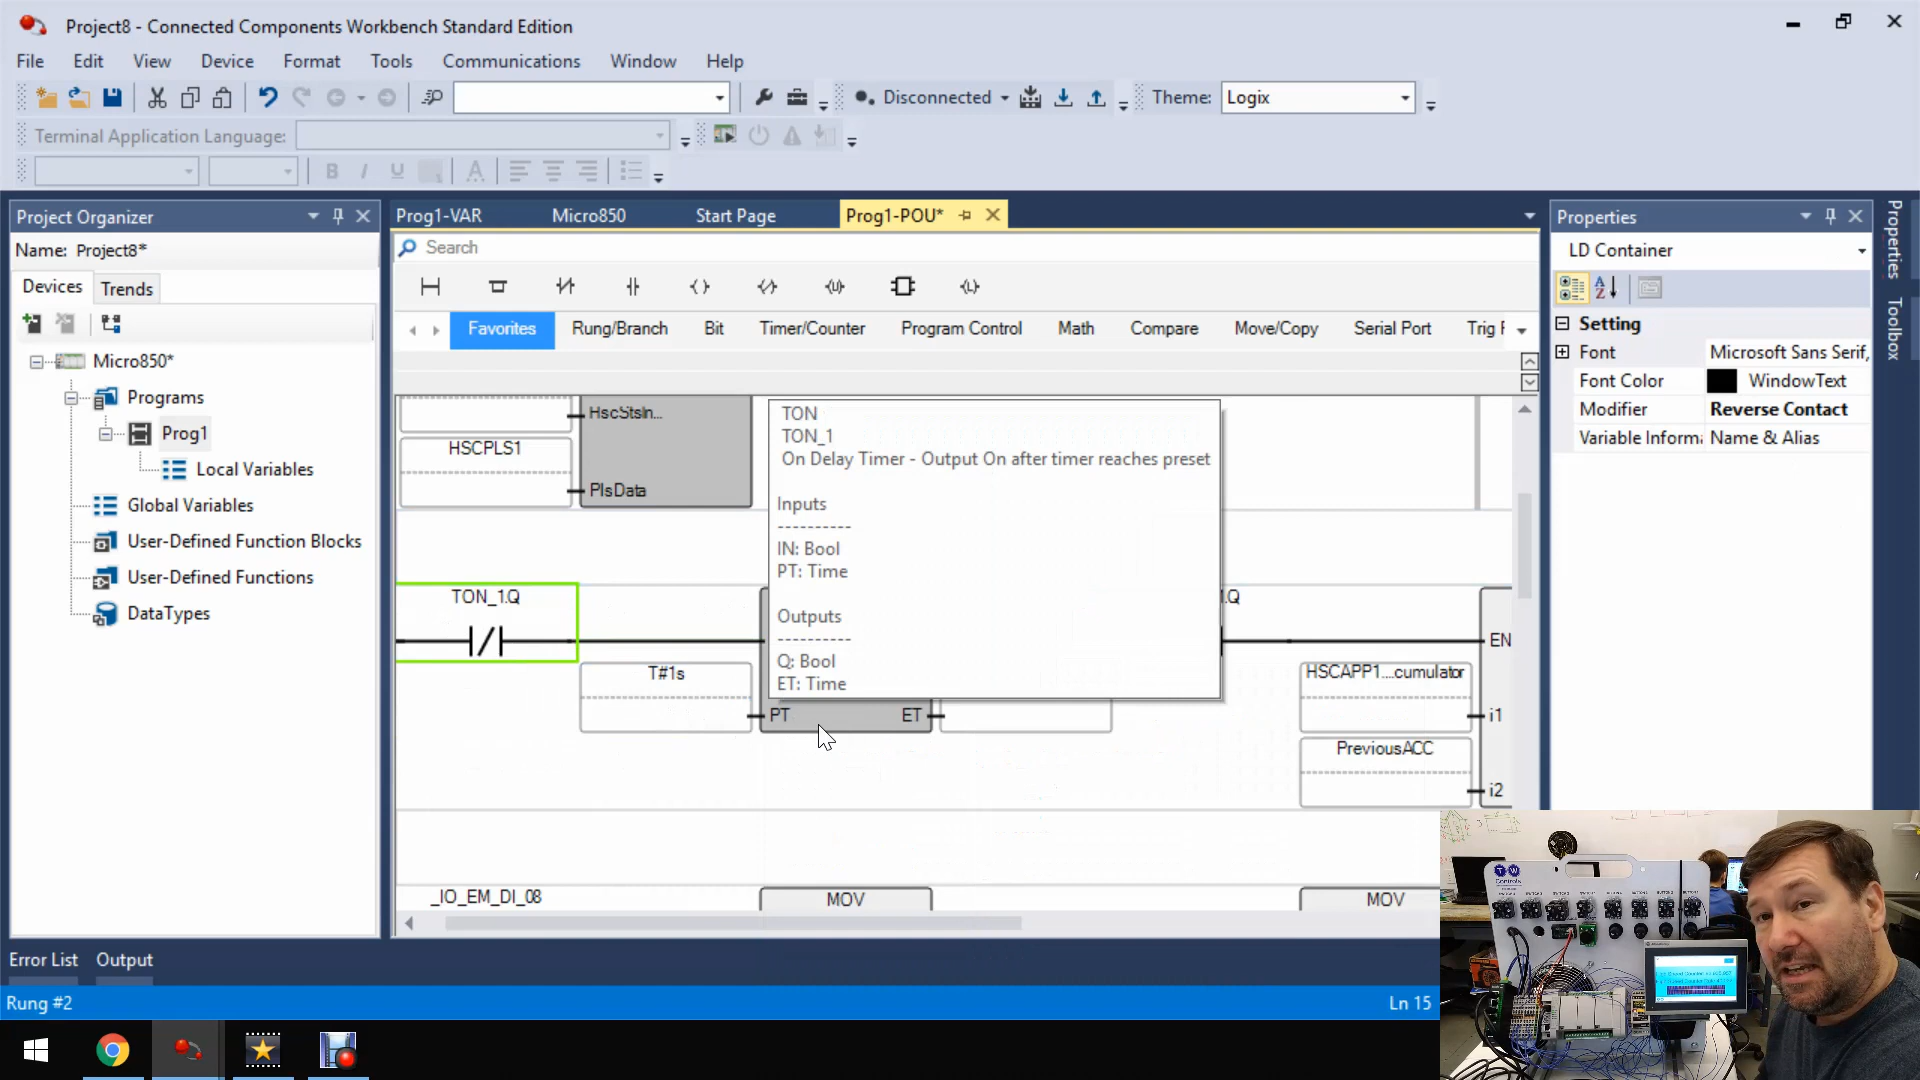 Project8 - Connected Components Workbench Standard Edition
File Edit View Device Format Tools Communications Window Help
Disconnected
Theme: Logix
Terminal Application Language:
B I U A
Project Organizer
Prog1-VAR Micro850 Start Page Prog1-POU*
Properties
Name: Project8*
Search
LD Container
Devices Trends
Favorites Rung/Branch Bit Timer/Counter Program Control Math Compare Move/Copy Serial Port Trig F
Setting
Font Microsoft Sans Serif,
Font Color WindowText
Modifier Reverse Contact
Variable Informa Name & Alias
Properties
Toolbox
Micro850*
Programs
Prog1
Local Variables
Global Variables
User-Defined Function Blocks
User-Defined Functions
DataTypes
HscStsIn...
HSCPLS1
PlsData
TON
TON_1
On Delay Timer - Output On after timer reaches preset
Inputs
----------
IN: Bool
PT: Time
Outputs
----------
Q: Bool
ET: Time
TON_1.Q
1.Q
EN
T#1s
HSCAPP1....cumulator
PT ET
i1
PreviousACC
i2
_IO_EM_DI_08
MOV
MOV
Error List Output
Rung #2
Ln 15
TW
Controls